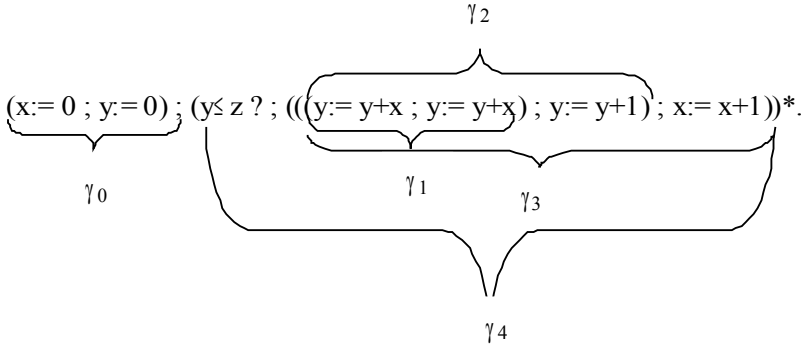 γ2
(x:= 0 ; y:= 0) ; (y≤ z ? ; (((y:= y+x ; y:= y+x) ; y:= y+1) ; x:= x+1))*.
γ0
γ1
γ3
γ4